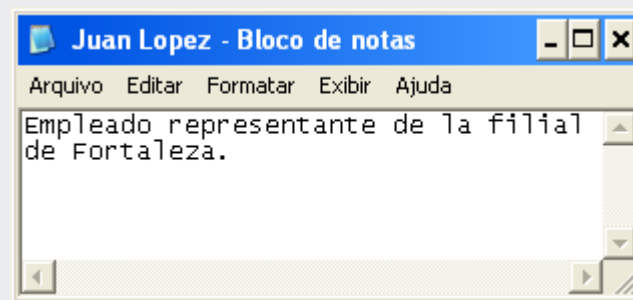 Juan Lopez - Bloco de notas
Arquivo Editar Formatar Exibir Ajuda
Empleado representante de la filial
de Fortaleza.